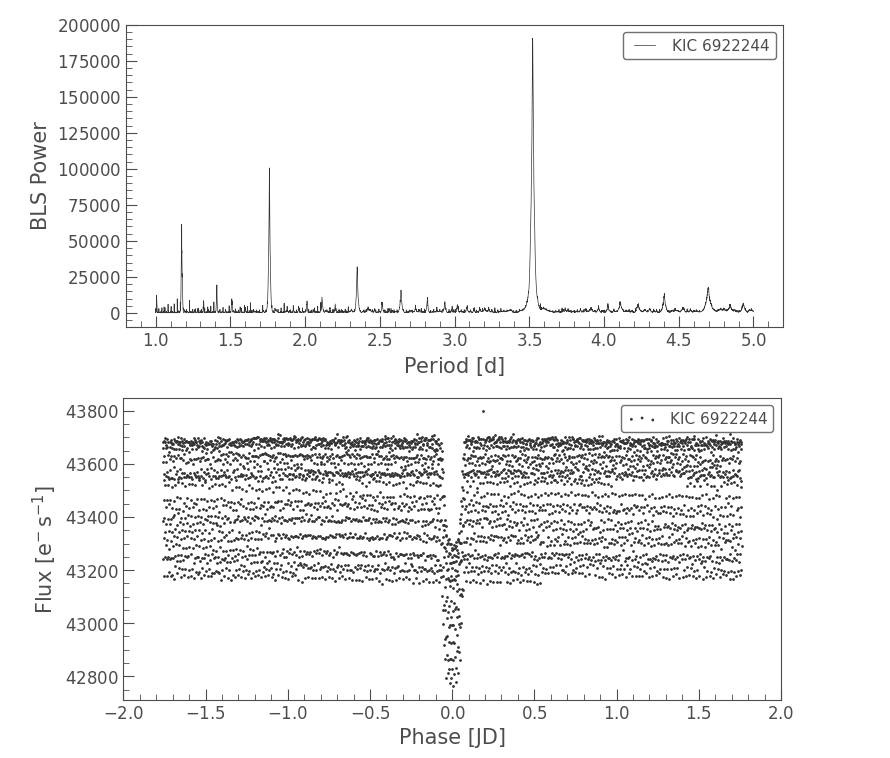 200000
175000
150000
125000
100000
75000
50000
25000
0
BLS Power
KIC 6922244
1.0 1.5 2.0 2.5 3.0 3.5 4.0 4.5 5.0
Period [d]
43800
43600
43400
43200
43000
42800
Flux [e⁻ s⁻¹]
KIC 6922244
−2.0 −1.5 −1.0 −0.5 0.0 0.5 1.0 1.5 2.0
Phase [JD]